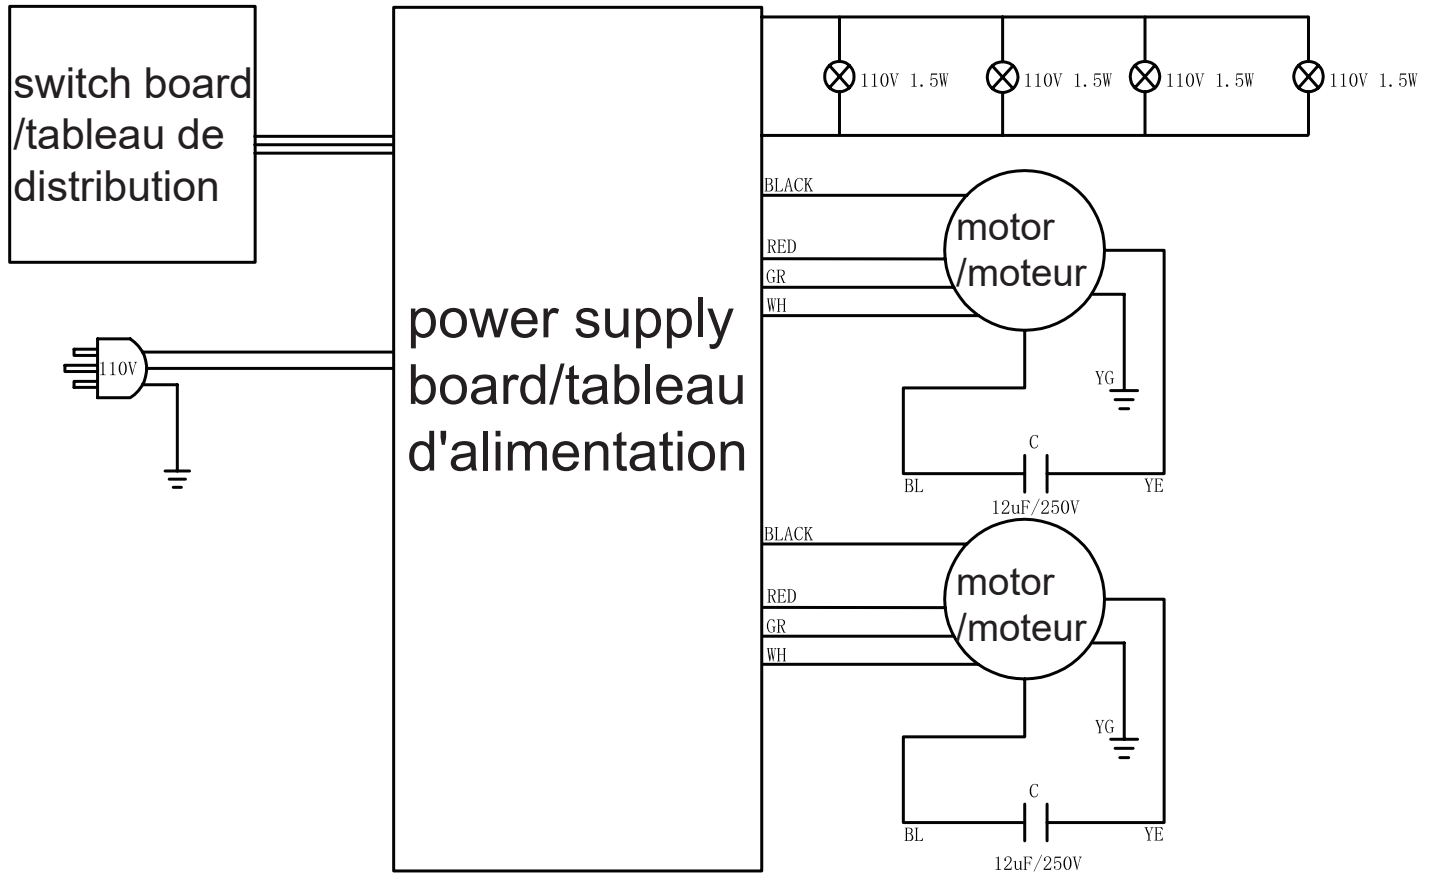 switch board
/tableau de
distribution
110V
power supply
board/tableau
d'alimentation
110V 1.5W
110V 1.5W
110V 1.5W
110V 1.5W
BLACK
RED
GR
WH
motor
/moteur
YG
C
BL
YE
12uF/250V
BLACK
RED
GR
WH
motor
/moteur
YG
C
BL
YE
12uF/250V